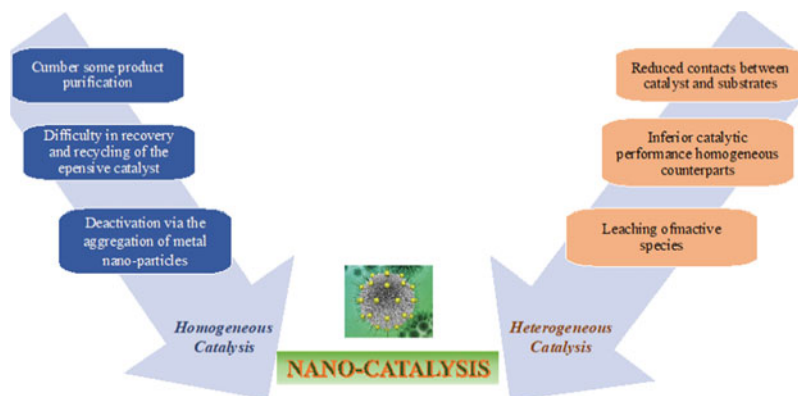 Cumber some product
purification
Difficulty in recovery
and recycling of the
epensive catalyst
Deactivation via the
aggregation of metal
nano-particles
Homogeneous
Catalysis
Reduced contacts between
catalyst and substrates
Inferior catalytic
performance homogeneous
counterparts
Leaching ofmactive
species
Heterogeneous
Catalysis
NANO-CATALYSIS